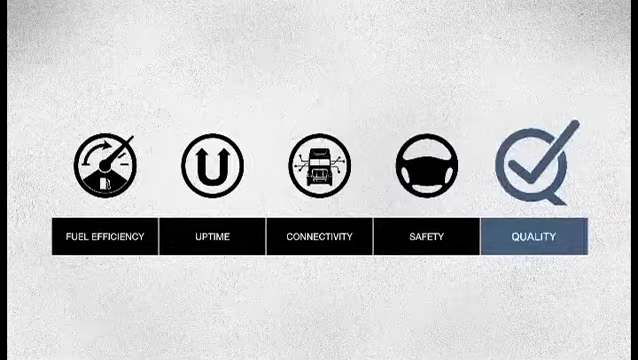 FUEL EFFICIENCY
UPTIME
CONNECTIVITY
SAFETY
QUALITY